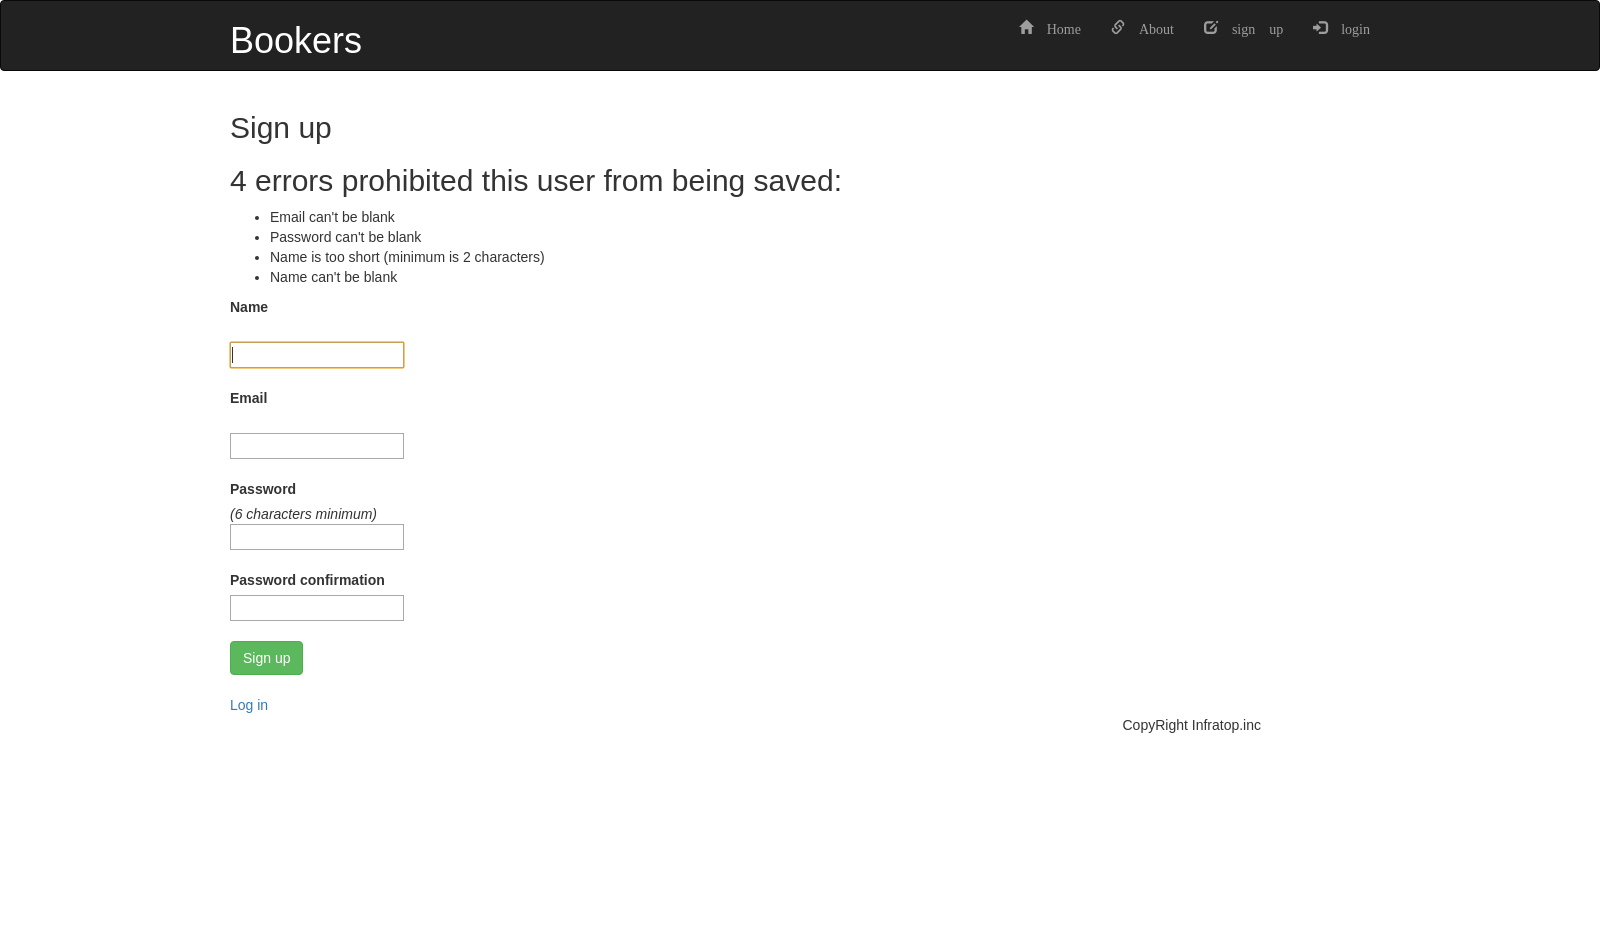 Bookers
Home About sign up login
Sign up
4 errors prohibited this user from being saved:
Email can't be blank
Password can't be blank
Name is too short (minimum is 2 characters)
Name can't be blank
Name
Email
Password
(6 characters minimum)
Password confirmation
Sign up
Log in
CopyRight Infratop.inc